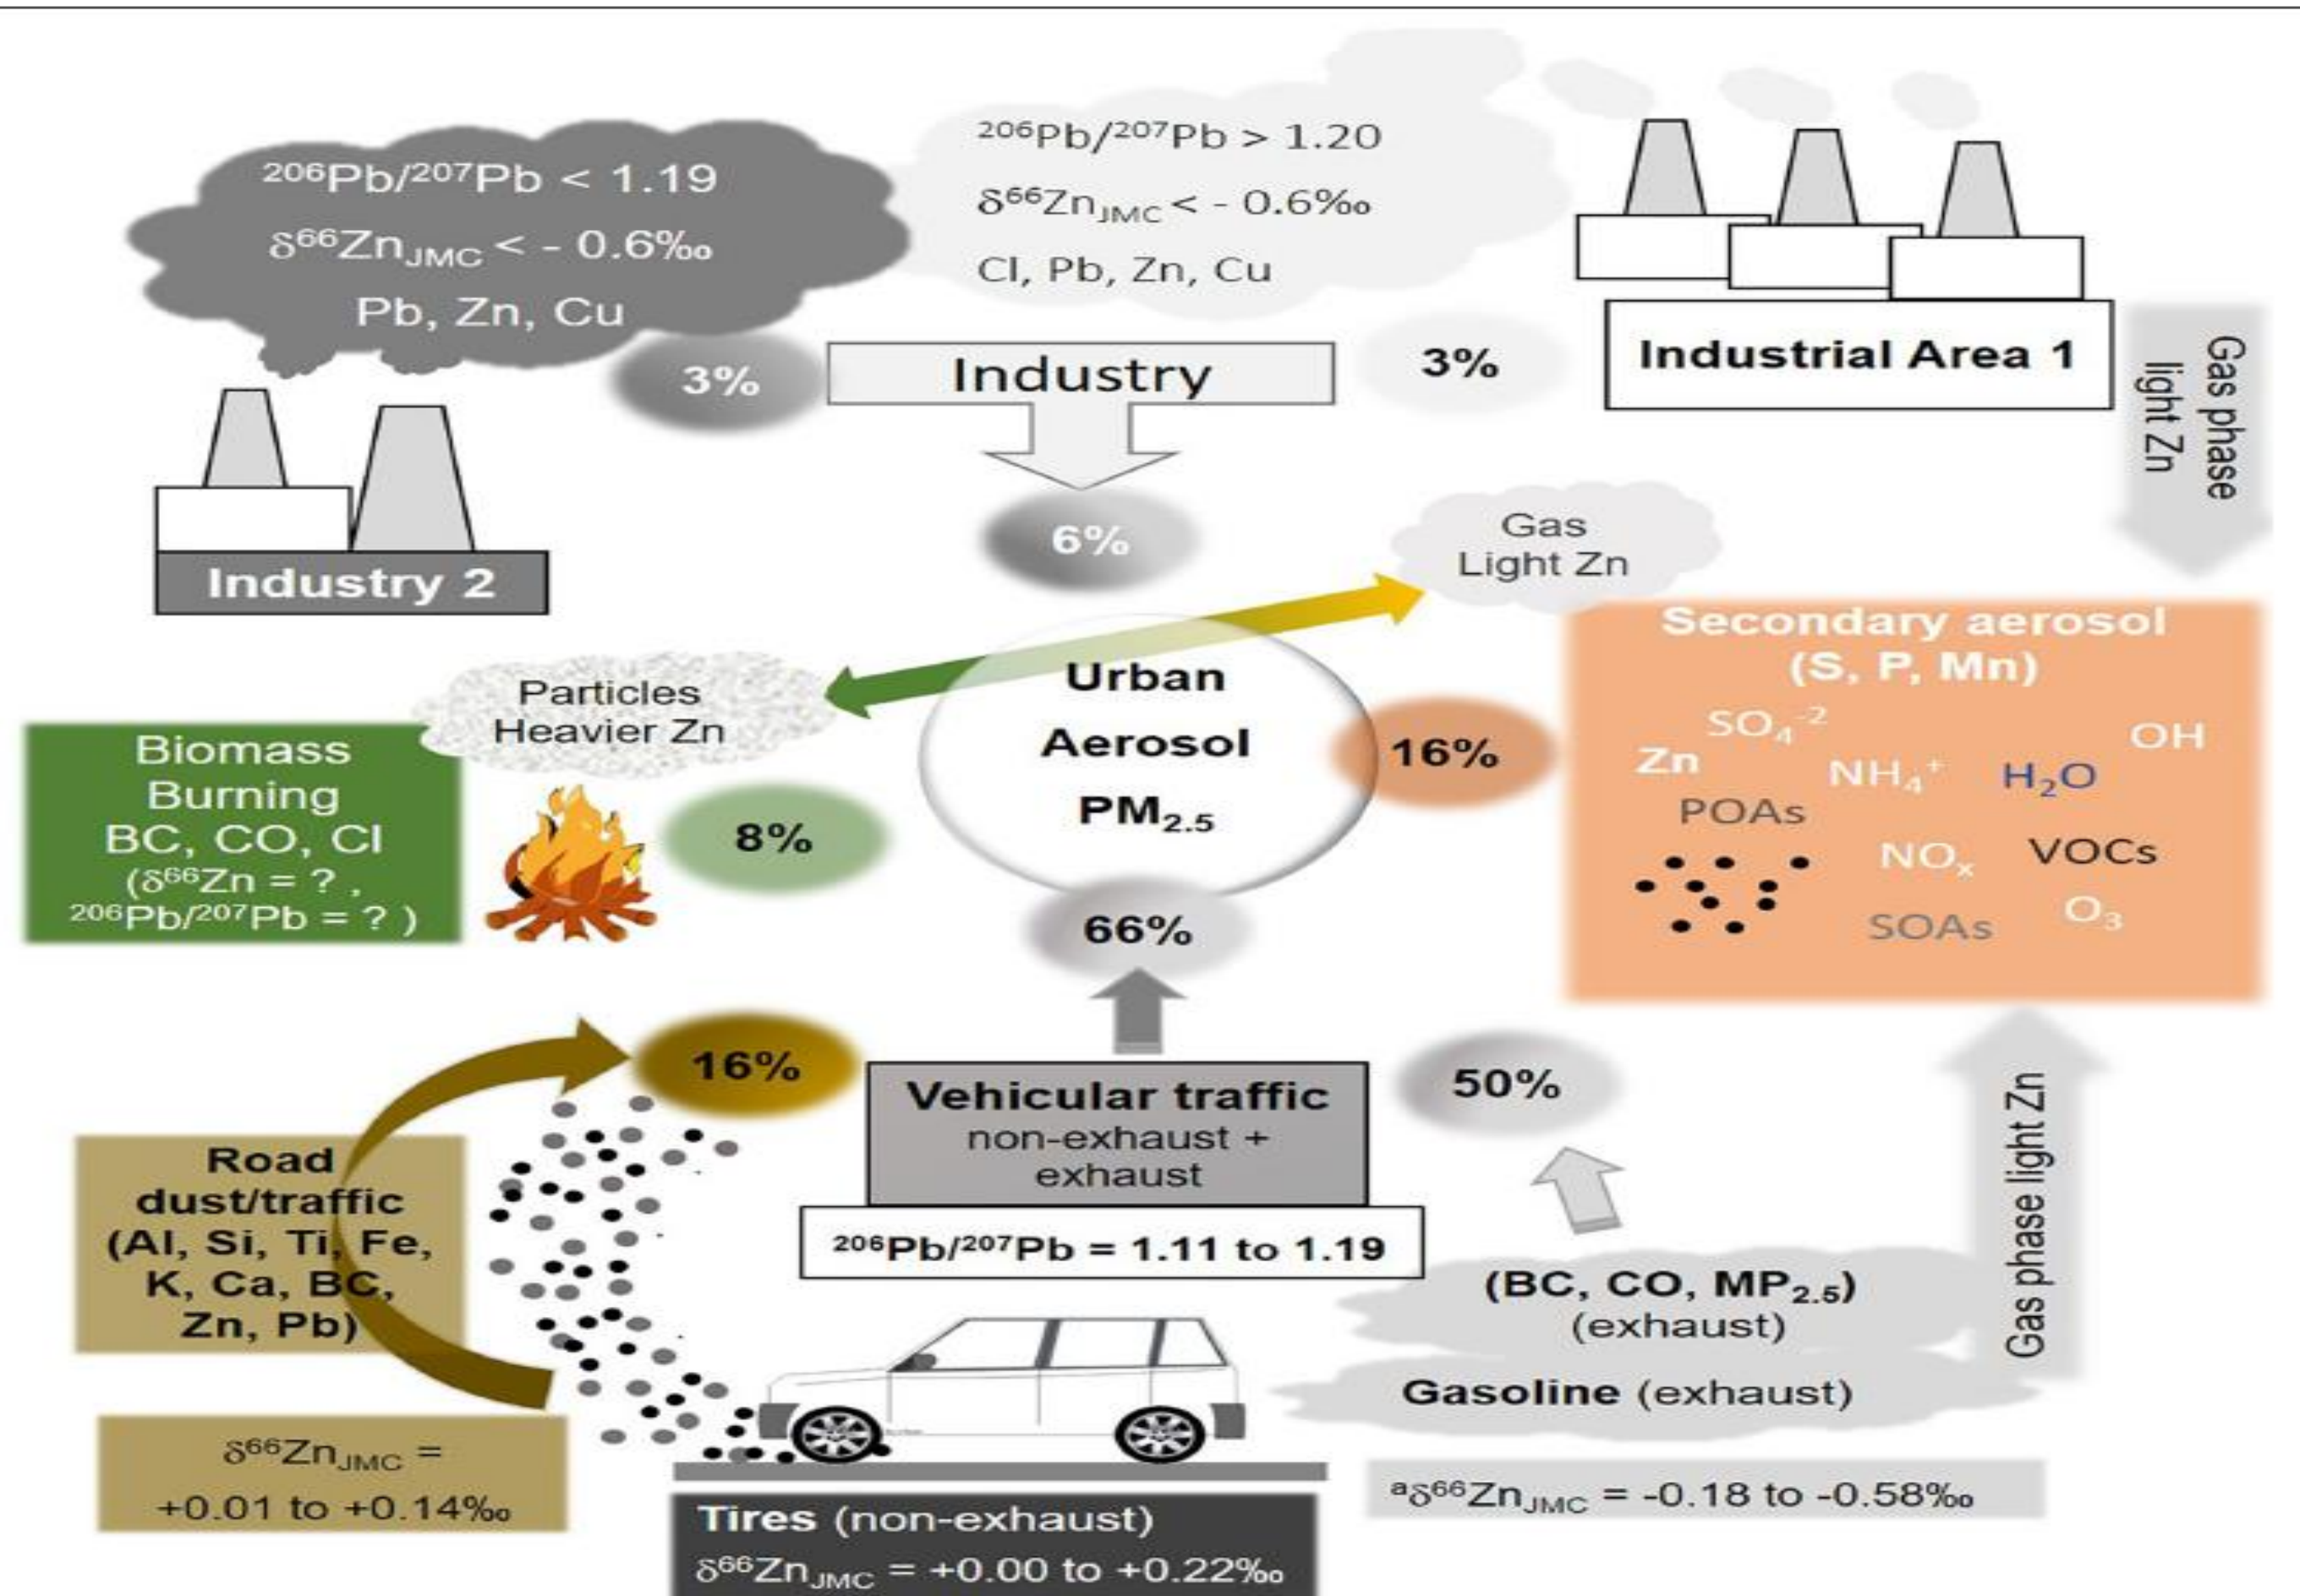 ²⁰⁶Pb/²⁰⁷Pb < 1.19
δ⁶⁶Zn_JMC < - 0.6‰
Pb, Zn, Cu
²⁰⁶Pb/²⁰⁷Pb > 1.20
δ⁶⁶Zn_JMC < - 0.6‰
Cl, Pb, Zn, Cu
3%
Industry
3%
Industrial Area 1
Gas phase
light Zn
6%
Industry 2
Gas
Light Zn
Particles
Heavier Zn
Urban
Aerosol
PM₂.₅
16%
Secondary aerosol
(S, P, Mn)
SO₄⁻²
OH
Zn
NH₄⁺
H₂O
POAs
NOₓ
VOCs
SOAs
O₃
Biomass
Burning
BC, CO, Cl
(δ⁶⁶Zn = ? ,
²⁰⁶Pb/²⁰⁷Pb = ? )
8%
66%
16%
Vehicular traffic
non-exhaust +
exhaust
²⁰⁶Pb/²⁰⁷Pb = 1.11 to 1.19
50%
Road
dust/traffic
(Al, Si, Ti, Fe,
K, Ca, BC,
Zn, Pb)
(BC, CO, MP₂.₅)
(exhaust)
Gasoline (exhaust)
Gas phase light Zn
δ⁶⁶Zn_JMC =
+0.01 to +0.14‰
ᵃδ⁶⁶Zn_JMC = -0.18 to -0.58‰
Tires (non-exhaust)
δ⁶⁶Zn_JMC = +0.00 to +0.22‰